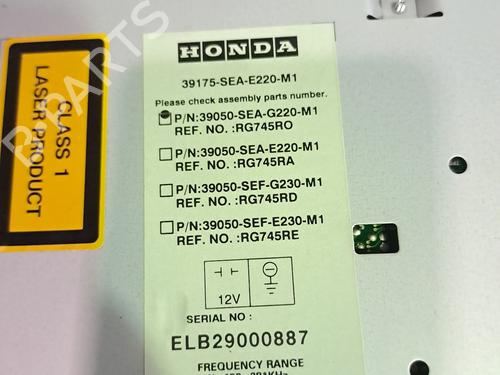 HONDA
39175-SEA-E220-M1
Please check assembly parts number.
P/N:39050-SEA-G220-M1
REF. NO. :RG745RO
P/N:39050-SEA-E220-M1
REF. NO. :RG745RA
P/N:39050-SEF-G230-M1
REF. NO. :RG745RD
P/N:39050-SEF-E230-M1
REF. NO. :RG745RE
12V
SERIAL NO :
ELB29000887
FREQUENCY RANGE
CLASS 1
LASER PRODUCT
B-PARTS